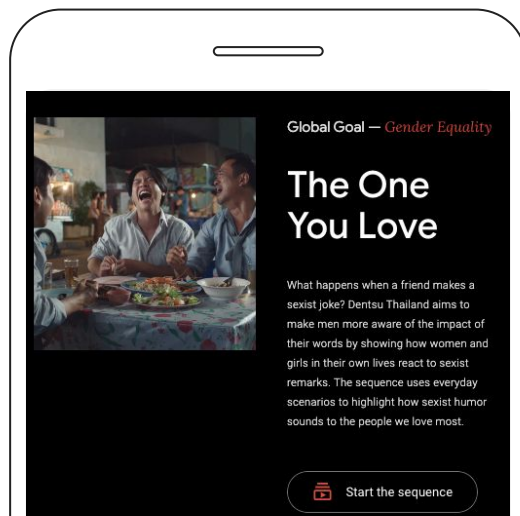 Global Goal — Gender Equality
The One
You Love
What happens when a friend makes a
sexist joke? Dentsu Thailand aims to
make men more aware of the impact of
their words by showing how women and
girls in their own lives react to sexist
remarks. The sequence uses everyday
scenarios to highlight how sexist humor
sounds to the people we love most.
Start the sequence